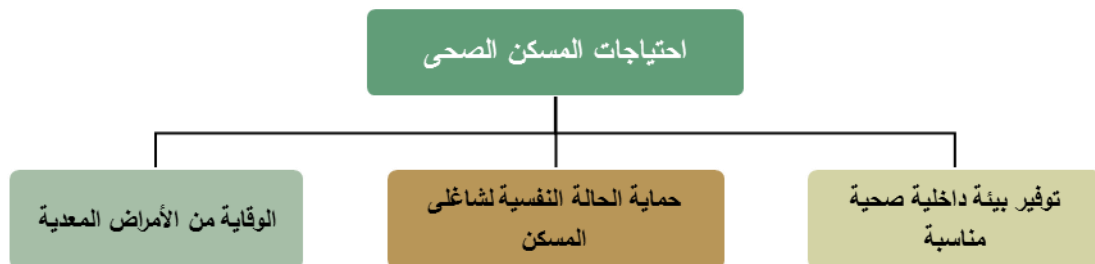 احتياجات المسكن الصحى
توفير بيئة داخلية صحية
مناسبة
حماية الحالة النفسية لشاغلى
المسكن
الوقاية من الأمراض المعدية